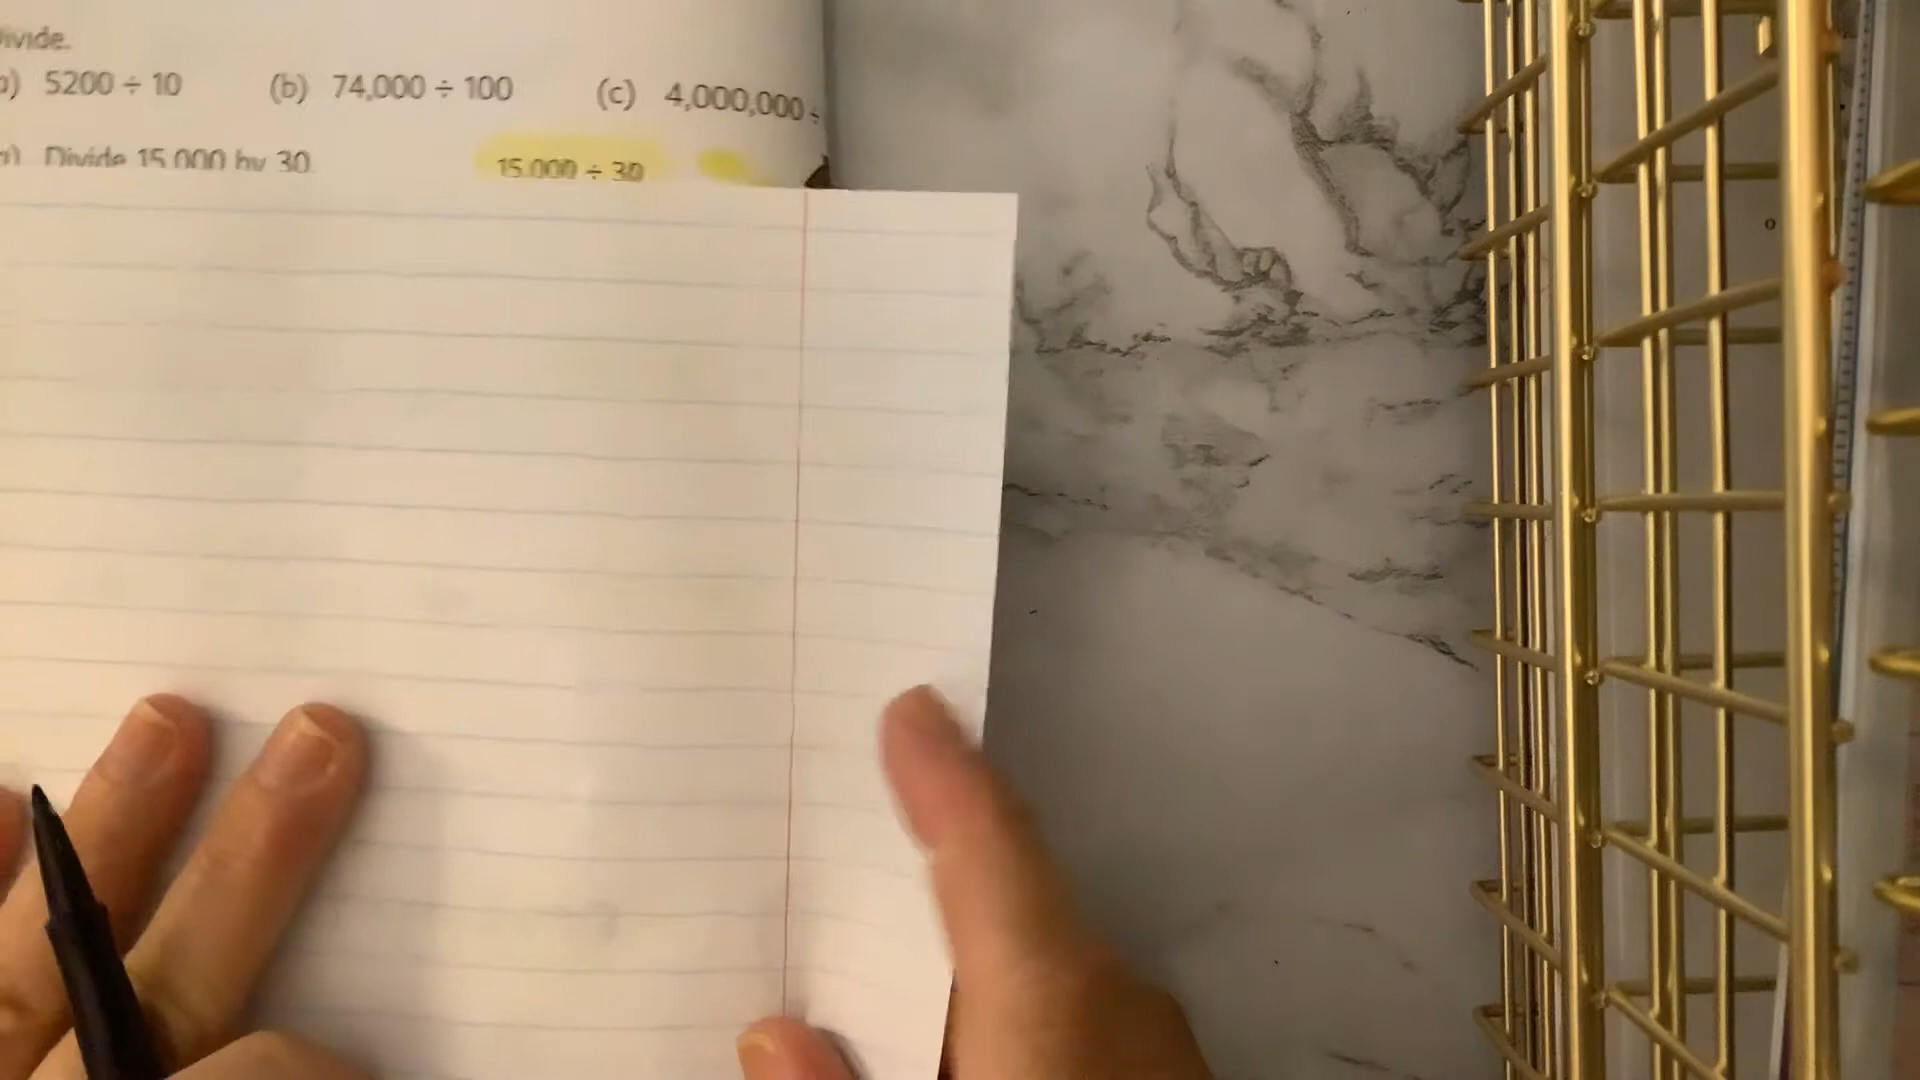 ivide.
a) 5200 ÷ 10 (b) 74,000 ÷ 100 (c) 4,000,000 ÷
a) Divide 15,000 by 30. 15,000 ÷ 30